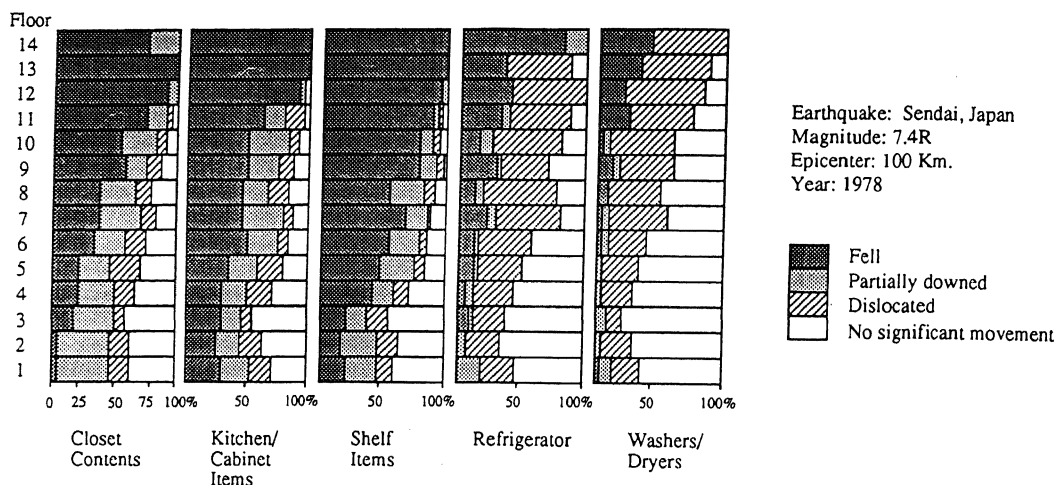 Floor
14
13
12
11
10
9
8
7
6
5
4
3
2
1
0 25 50 75 100%
50 100%
50 100%
50 100%
50 100%
Closet
Contents
Kitchen/
Cabinet
Items
Shelf
Items
Refrigerator
Washers/
Dryers
Earthquake: Sendai, Japan
Magnitude: 7.4R
Epicenter: 100 Km.
Year: 1978
Fell
Partially downed
Dislocated
No significant movement